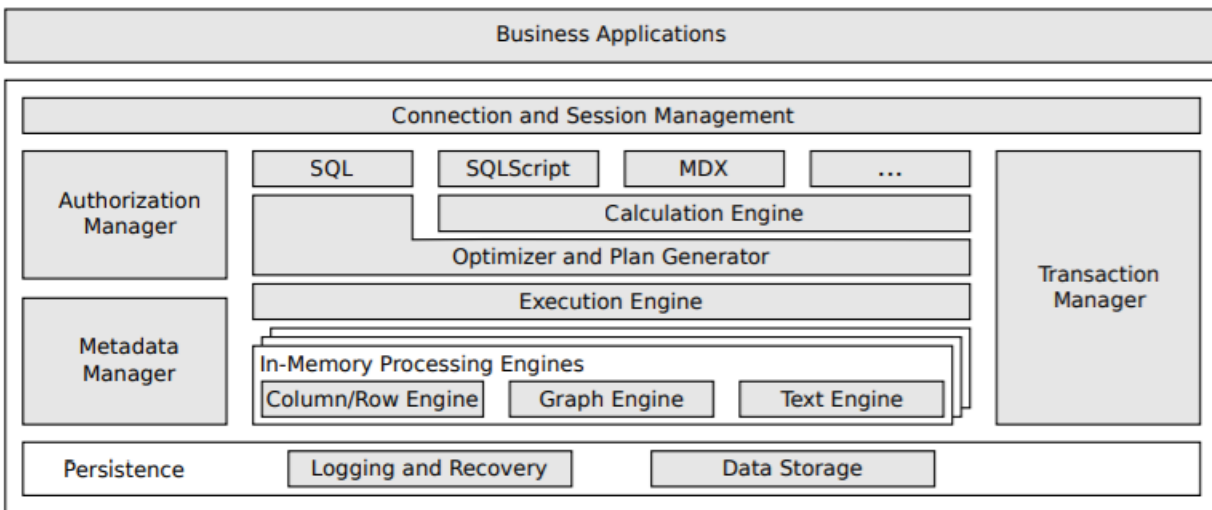 Business Applications
Connection and Session Management
Authorization
Manager
SQL
SQLScript
MDX
...
Calculation Engine
Optimizer and Plan Generator
Transaction
Manager
Execution Engine
Metadada
Manager
In-Memory Processing Engines
Column/Row Engine
Graph Engine
Text Engine
Persistence
Logging and Recovery
Data Storage